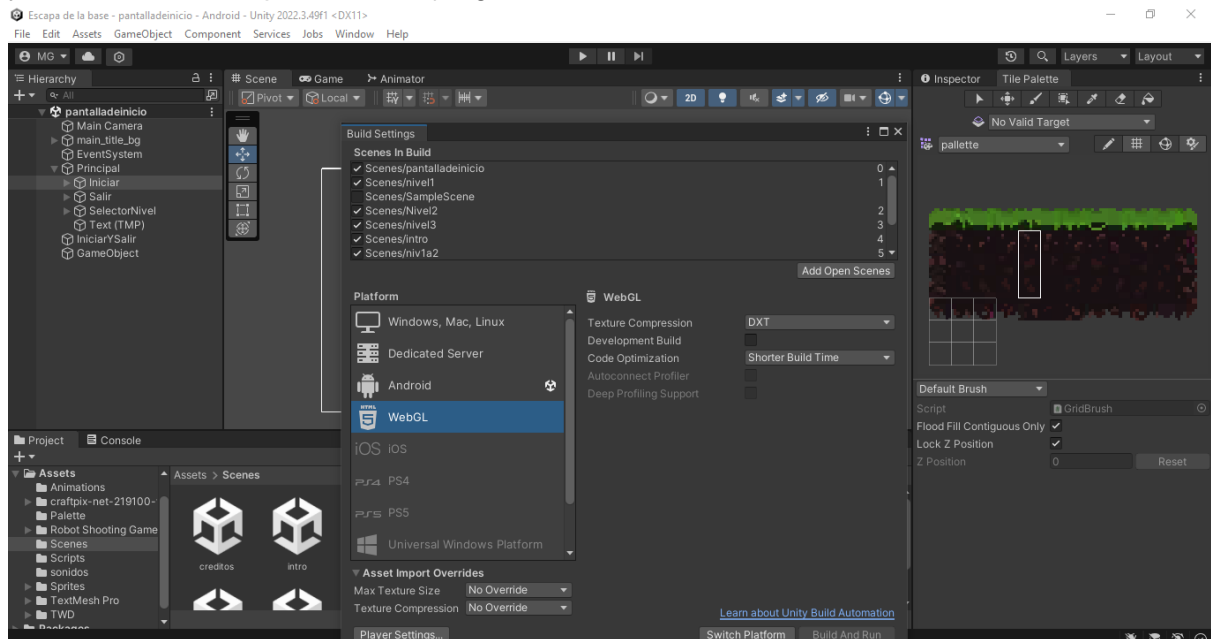 Escapa de la base - pantalladeinicio - Android - Unity 2022.3.49f1 <DX11>
File Edit Assets GameObject Component Services Jobs Window Help
MG
Layers Layout
Hierarchy
Scene Game Animator
Inspector Tile Palette
All
Pivot Local 2D
pantalladeinicio
Main Camera
main_title_bg
EventSystem
Principal
Iniciar
Salir
SelectorNivel
Text (TMP)
IniciarYSalir
GameObject
Build Settings
Scenes In Build
Scenes/pantalladeinicio 0
Scenes/nivel1 1
Scenes/SampleScene
Scenes/Nivel2 2
Scenes/nivel3 3
Scenes/intro 4
Scenes/niv1a2 5
Add Open Scenes
Platform
Windows, Mac, Linux
Dedicated Server
Android
WebGL
iOS iOS
PS4 PS4
PS5 PS5
Universal Windows Platform
HTML
WebGL
Texture Compression DXT
Development Build
Code Optimization Shorter Build Time
Autoconnect Profiler
Deep Profiling Support
Asset Import Overrides
Max Texture Size No Override
Texture Compression No Override
Learn about Unity Build Automation
Player Settings...
Switch Platform Build And Run
No Valid Target
pallette
Default Brush
Script GridBrush
Flood Fill Contiguous Only
Lock Z Position
Z Position 0 Reset
Project Console
Assets
Animations
craftpix-net-219100-
Palette
Robot Shooting Game
Scenes
Scripts
sonidos
Sprites
TextMesh Pro
TWD
Packages
Assets > Scenes
creditos intro